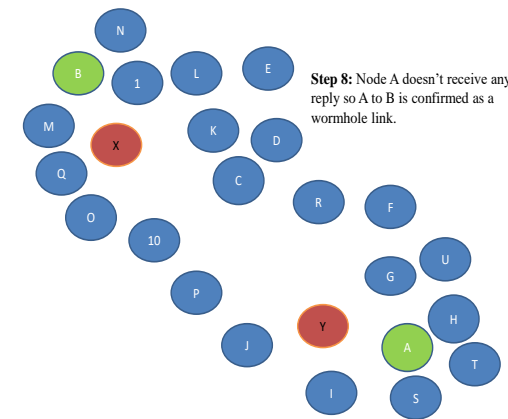 N
B
1
L
E
Step 8: Node A doesn't receive any
reply so A to B is confirmed as a
wormhole link.
M
X
K
D
Q
C
O
R
F
10
U
G
P
Y
H
J
A
T
I
S